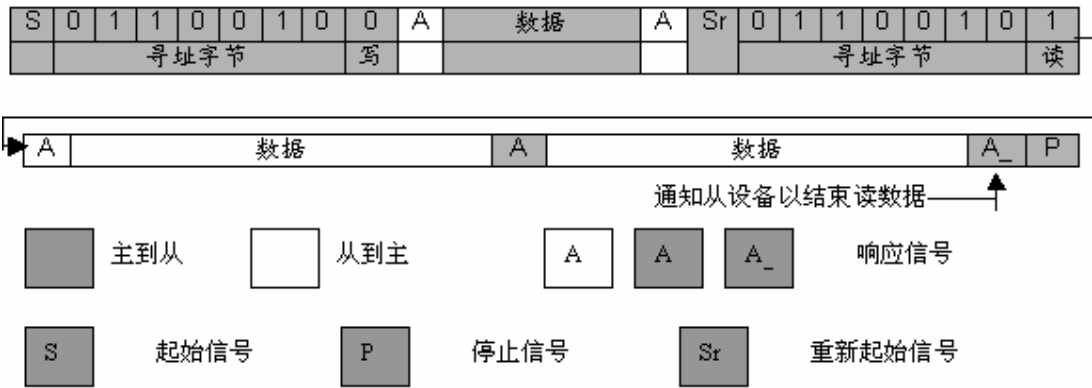 S 0 1 1 0 0 1 0 0 A 数据 A Sr 0 1 1 0 0 1 0 1
寻址字节 写 寻址字节 读
A 数据 A 数据 A_ P
通知从设备以结束读数据
主到从 从到主 A A A_ 响应信号
S 起始信号 P 停止信号 Sr 重新起始信号